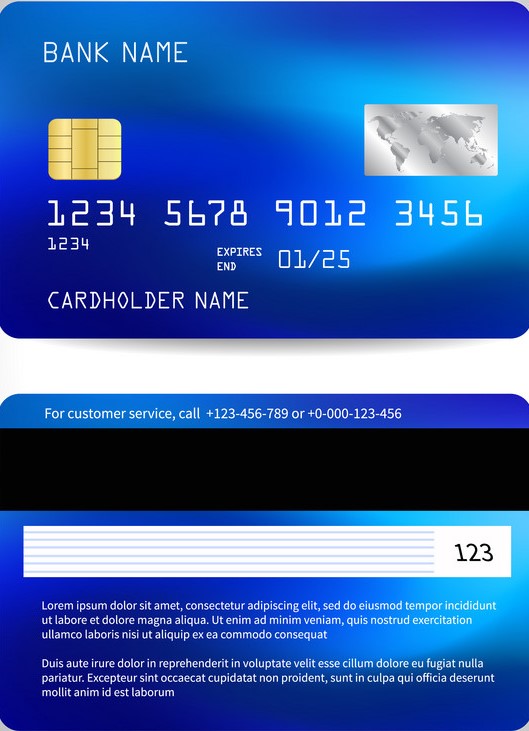 BANK NAME
1234 5678 9012 3456
1234
EXPIRES
END 01/25
CARDHOLDER NAME
For customer service, call +123-456-789 or +0-000-123-456
123
Lorem ipsum dolor sit amet, consectetur adipiscing elit, sed do eiusmod tempor incididunt
ut labore et dolore magna aliqua. Ut enim ad minim veniam, quis nostrud exercitation
ullamco laboris nisi ut aliquip ex ea commodo consequat
Duis aute irure dolor in reprehenderit in voluptate velit esse cillum dolore eu fugiat nulla
pariatur. Excepteur sint occaecat cupidatat non proident, sunt in culpa qui officia deserunt
mollit anim id est laborum